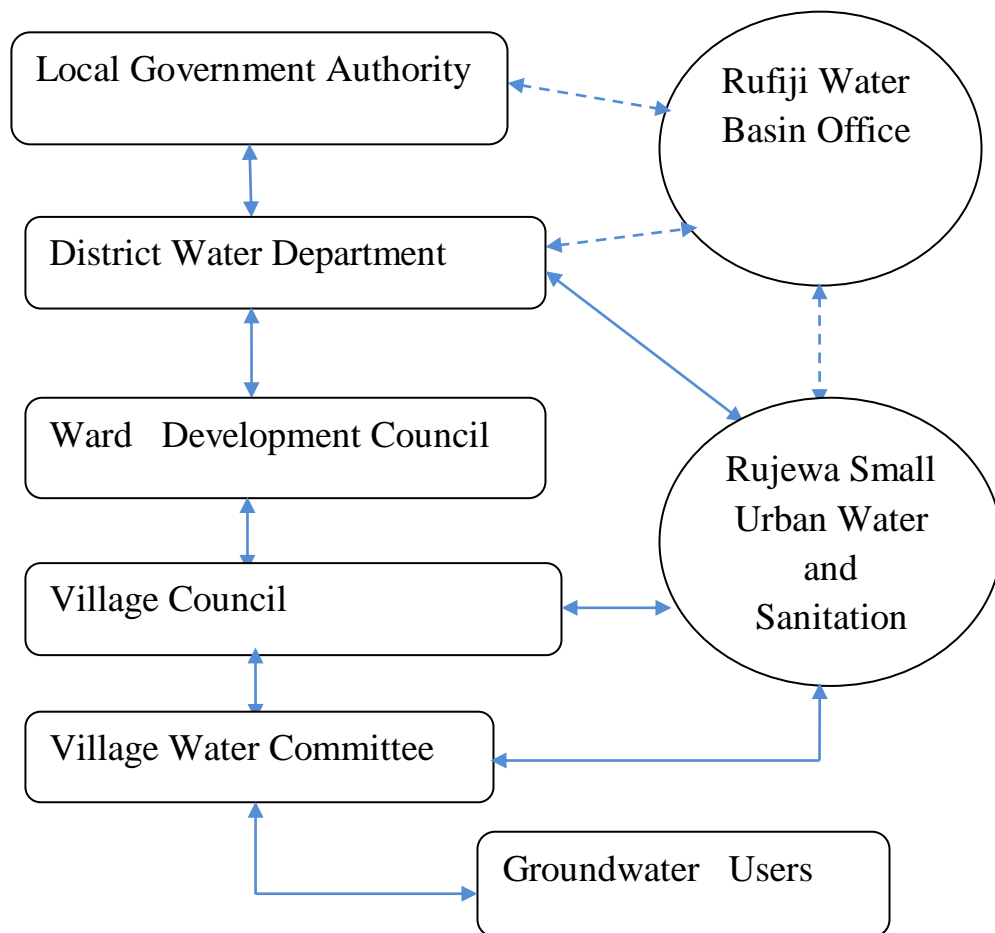 Local Government Authority
Rufiji Water
Basin Office
District Water Department
Ward Development Council
Rujewa Small
Urban Water
and
Sanitation
Village Council
Village Water Committee
Groundwater Users